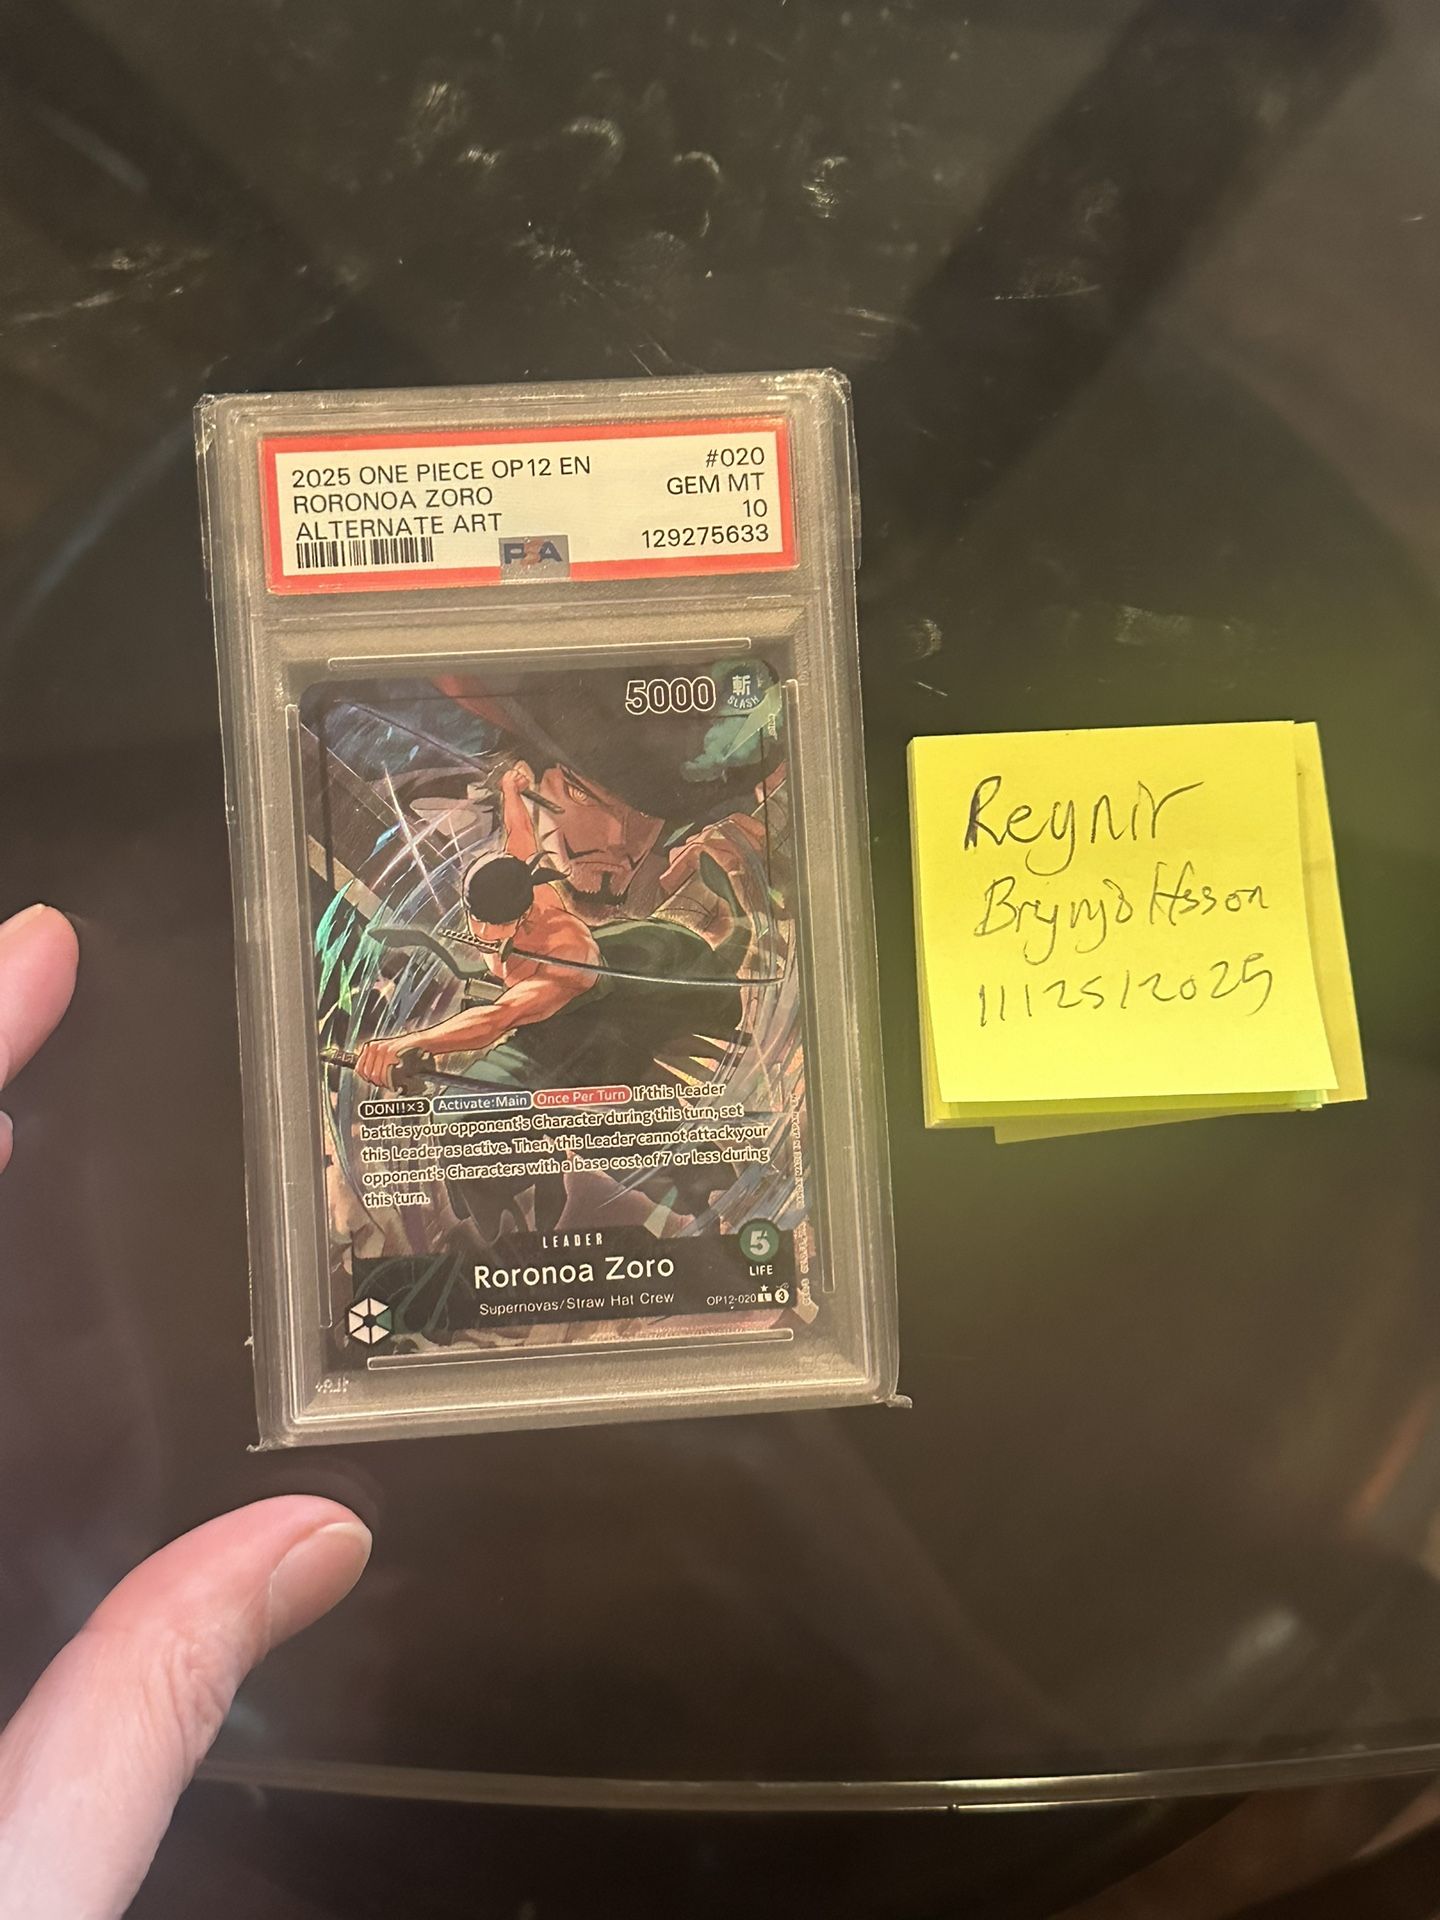 2025 ONE PIECE OP12 EN #020
RORONOA ZORO GEM MT
ALTERNATE ART 10
PSA 129275633
5000 斬
SLASH
DON!!×3 Activate:Main Once Per Turn If this Leader
battles your opponent's Character during this turn, set
this Leader as active. Then, this Leader cannot attack your
opponent's Characters with a base cost of 7 or less during
this turn.
LEADER
5
LIFE
Roronoa Zoro
Supernovas/Straw Hat Crew OP12-020 L 3
Reynir
11/25/2025